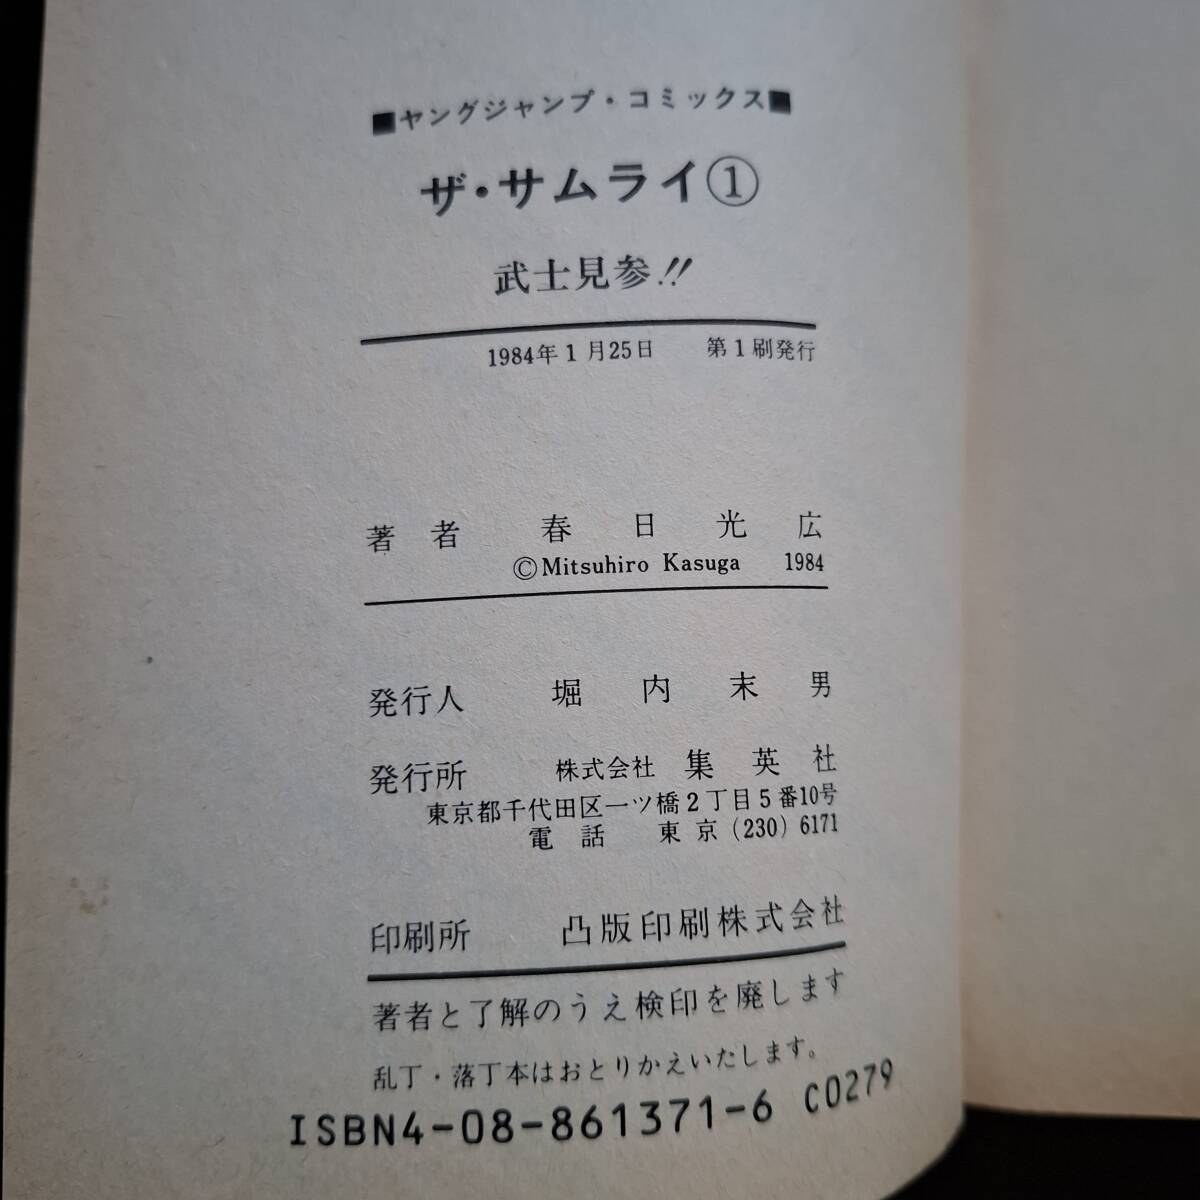 ■ヤングジャンプ・コミックス■
ザ・サムライ①
武士見参!!
1984年1月25日　第1刷発行
著者　春日光広
©Mitsuhiro Kasuga　1984
発行人　堀内末男
発行所　株式会社 集英社
東京都千代田区一ツ橋2丁目5番10号
電話　東京(230)6171
印刷所　凸版印刷株式会社
著者と了解のうえ検印を廃します
乱丁・落丁本はおとりかえいたします。
ISBN4-08-861371-6 C0279